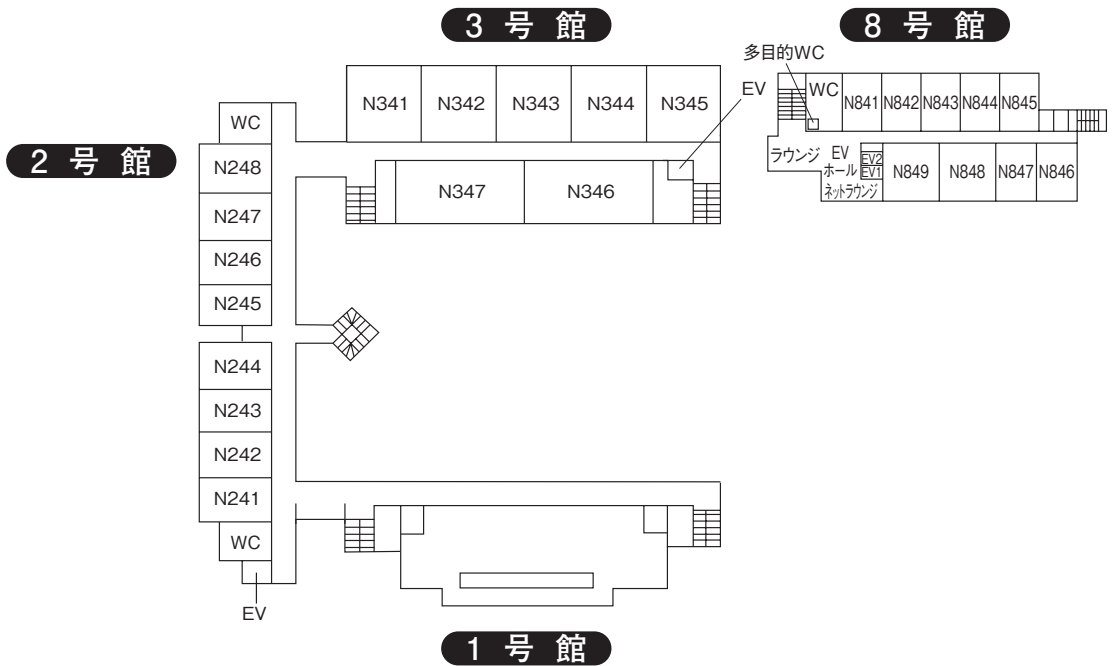 3 号 館
8 号 館
2 号 館
多目的WC
EV
N341 N342 N343 N344 N345
N347 N346
WC
N248
N247
N246
N245
N244
N243
N242
N241
WC
EV
WC N841 N842 N843 N844 N845
ラウンジ
EV
ホール
ネットラウンジ
EV2
EV1
N849 N848 N847 N846
1 号 館